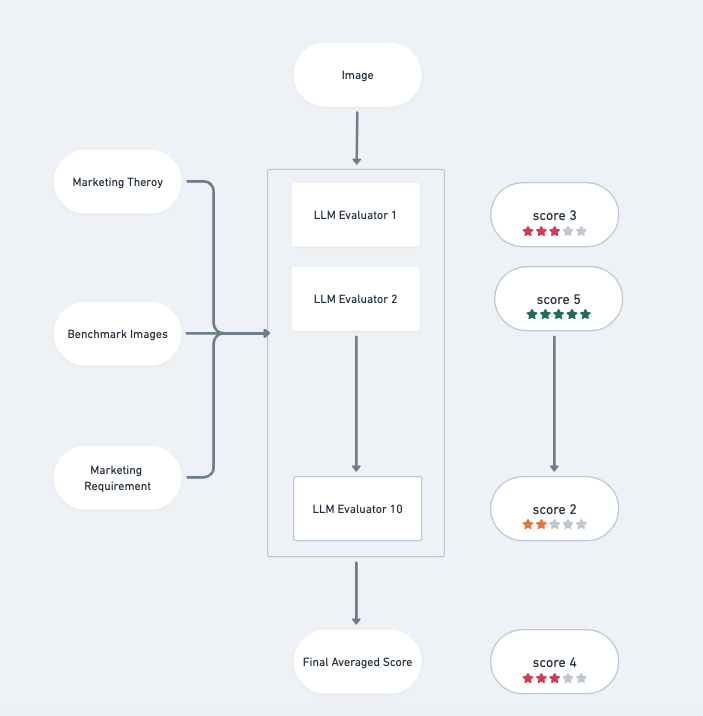 Image
Marketing Theroy
LLM Evaluator 1
score 3
LLM Evaluator 2
score 5
Benchmark Images
Marketing
Requirement
LLM Evaluator 10
score 2
Final Averaged Score
score 4